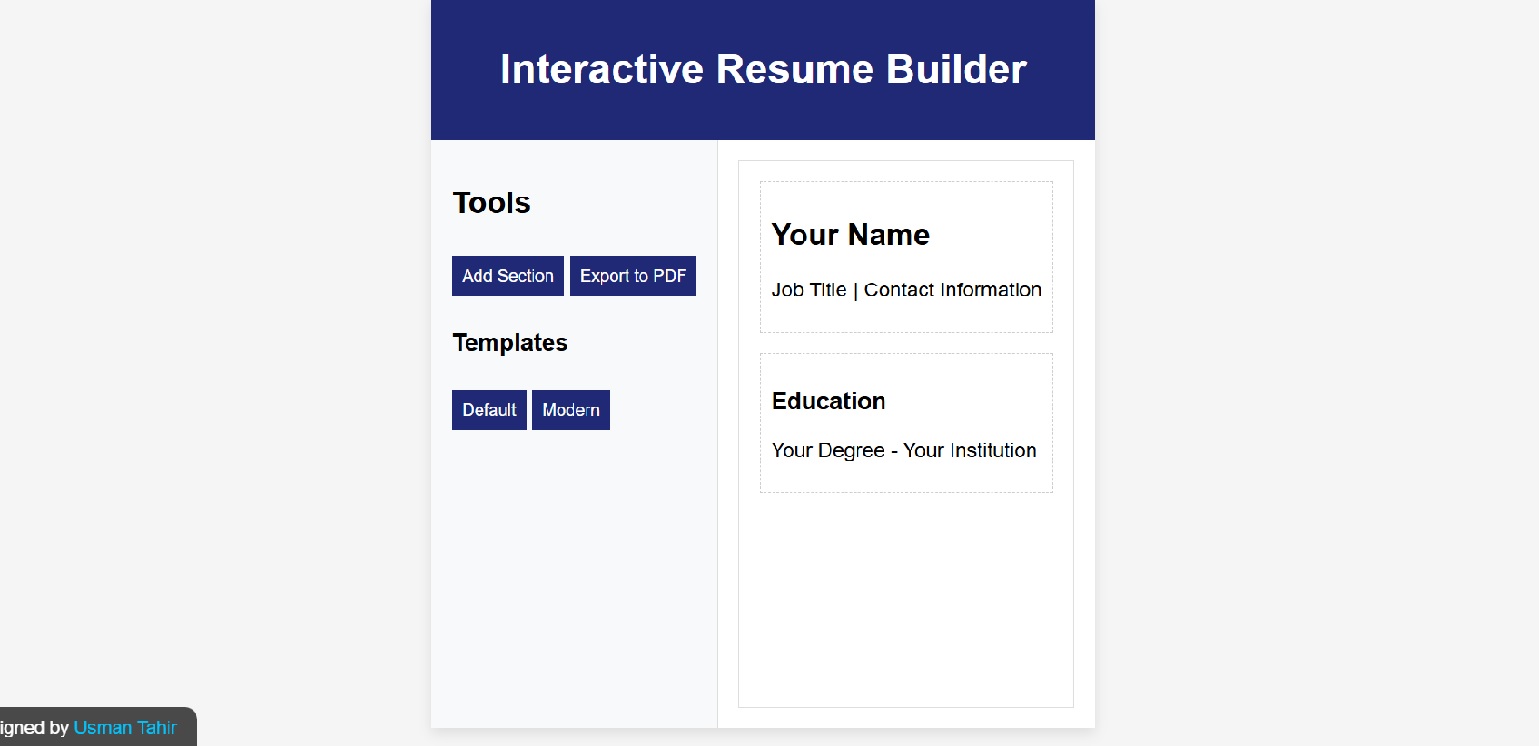 Interactive Resume Builder
Tools
Add Section Export to PDF
Templates
Default Modern
Your Name
Job Title | Contact Information
Education
Your Degree - Your Institution
igned by Usman Tahir